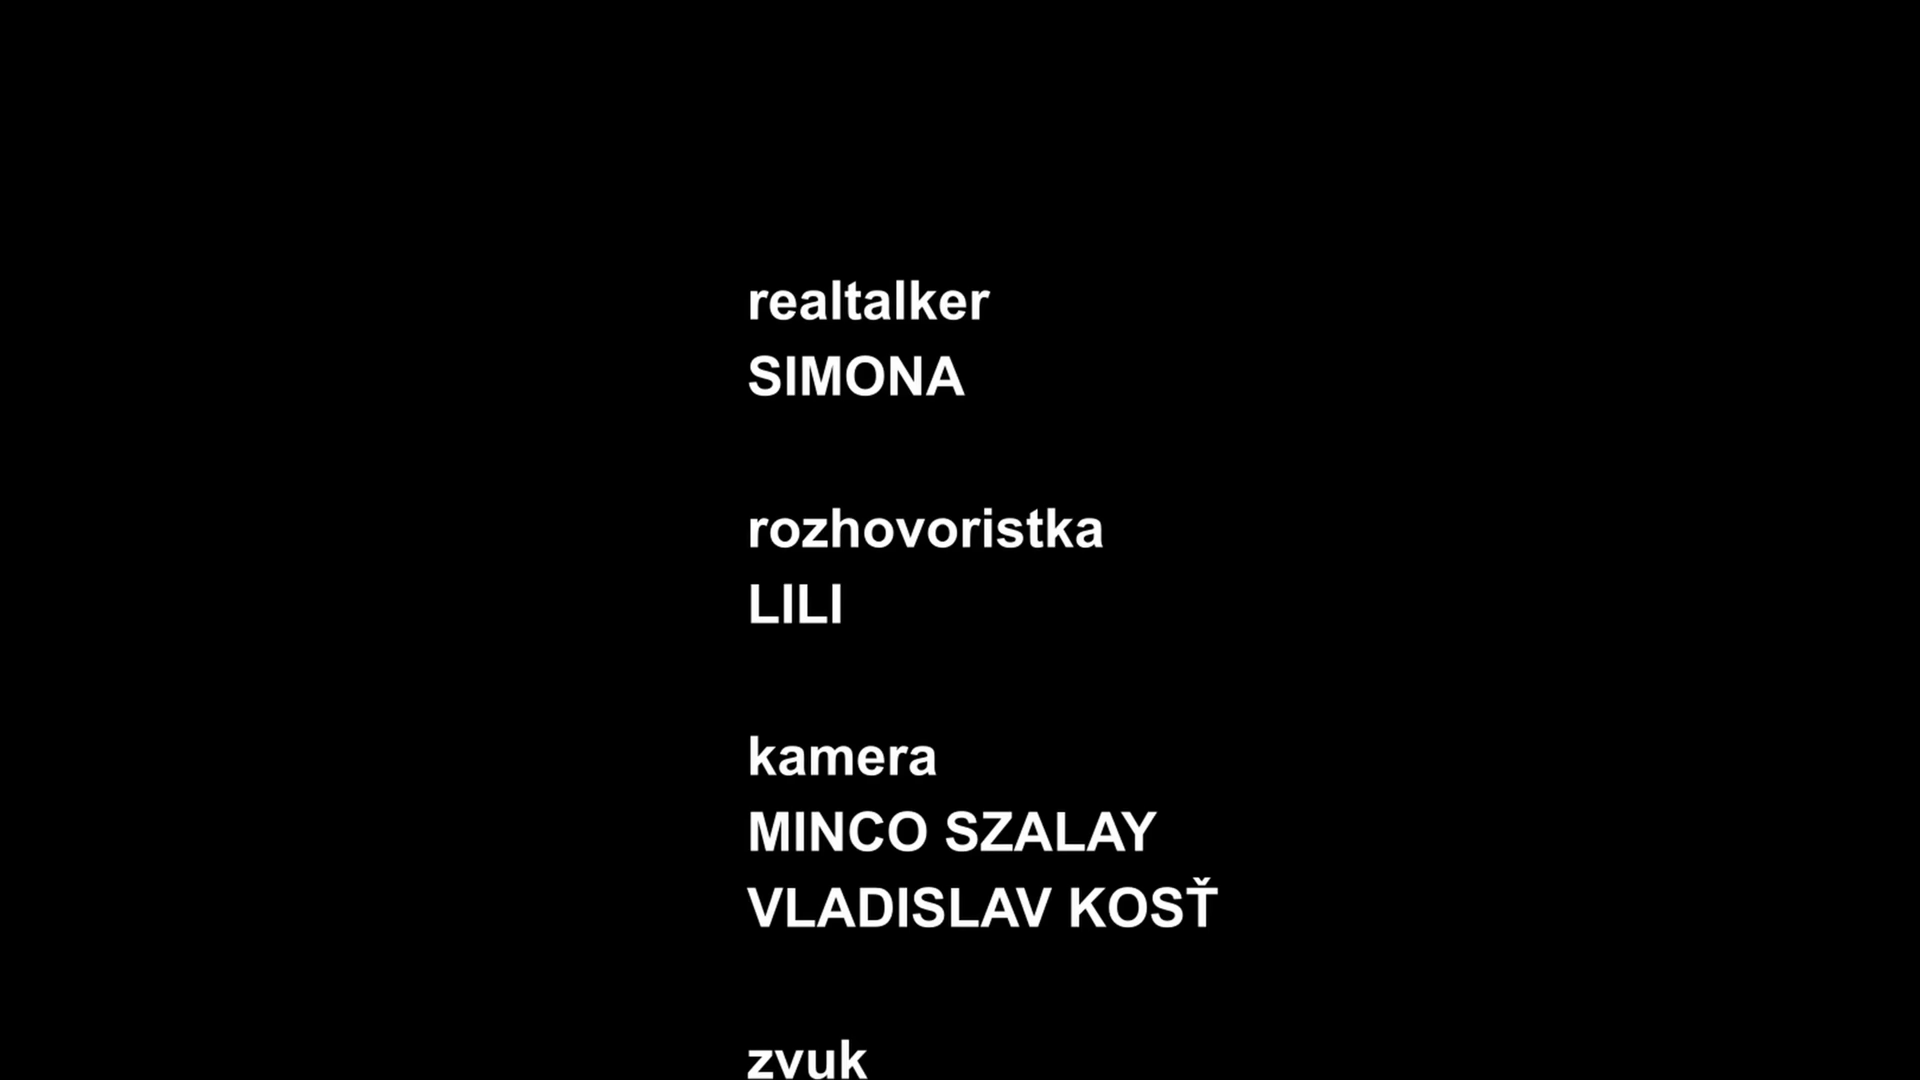 realtalker
SIMONA
rozhovoristka
LILI
kamera
MINCO SZALAY
VLADISLAV KOSŤ
zvuk